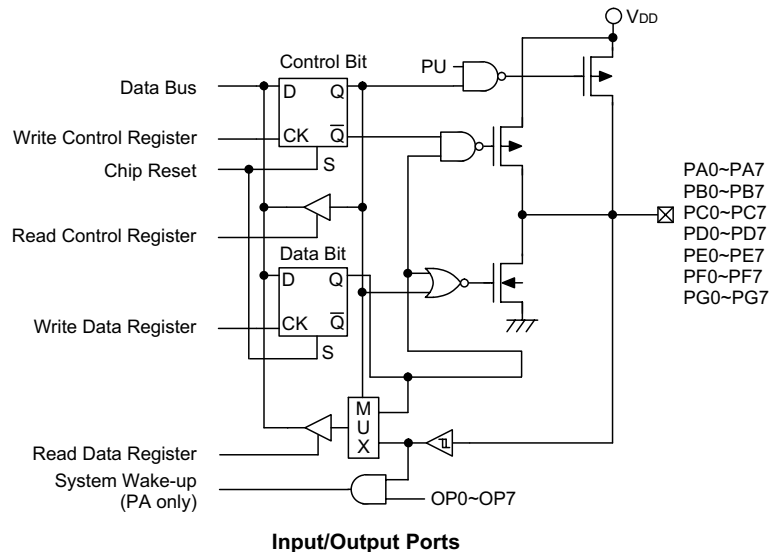 VDD
Control Bit
PU
Data Bus
D
Q
Write Control Register
CK
Q
Chip Reset
S
PA0~PA7
PB0~PB7
PC0~PC7
PD0~PD7
PE0~PE7
PF0~PF7
PG0~PG7
Read Control Register
Data Bit
D
Q
Write Data Register
CK
Q
S
M
U
X
Read Data Register
System Wake-up
(PA only)
OP0~OP7
Input/Output Ports